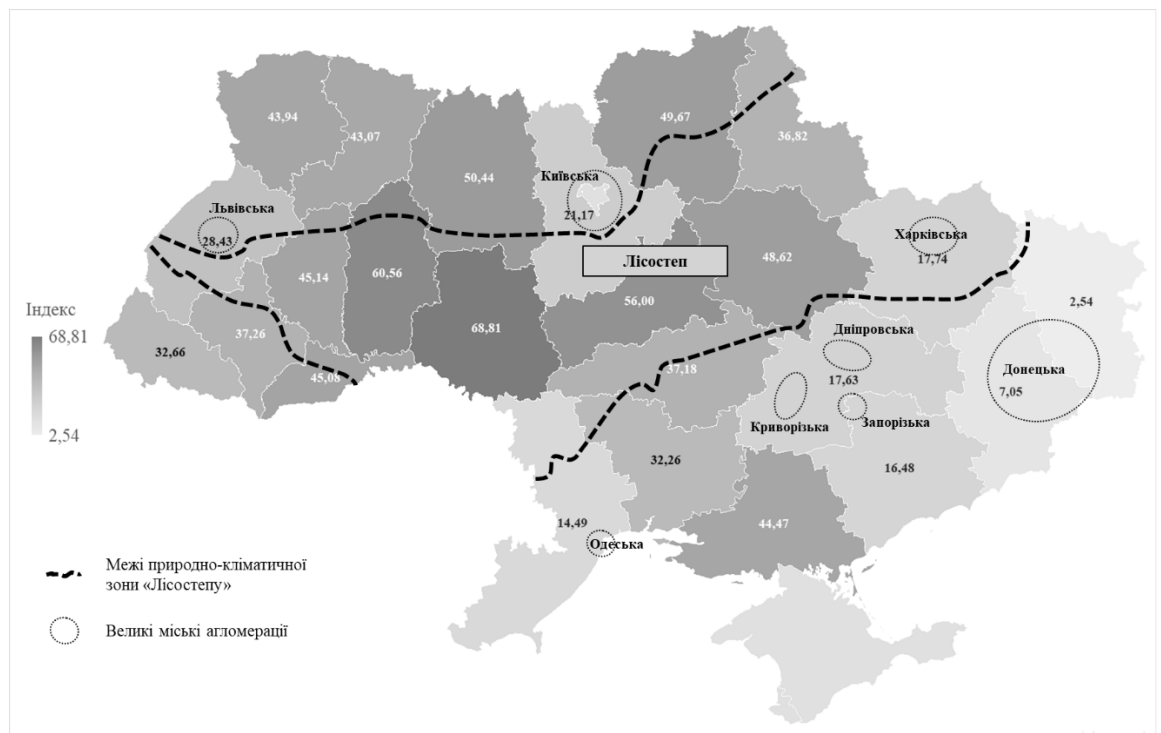 49,67
43,94
43,07
36,82
50,44
Київська
21,17
Львівська
28,43
Харківська
17,74
Лісостеп
48,62
45,14
60,56
56,00
2,54
Індекс
68,81
68,81
37,26
Дніпровська
32,66
37,18
Донецька
45,08
17,63
7,05
Криворізька
Запорізька
2,54
32,26
16,48
14,49
44,47
Одеська
Межі природно-кліматичної
зони «Лісостепу»
Великі міські агломерації